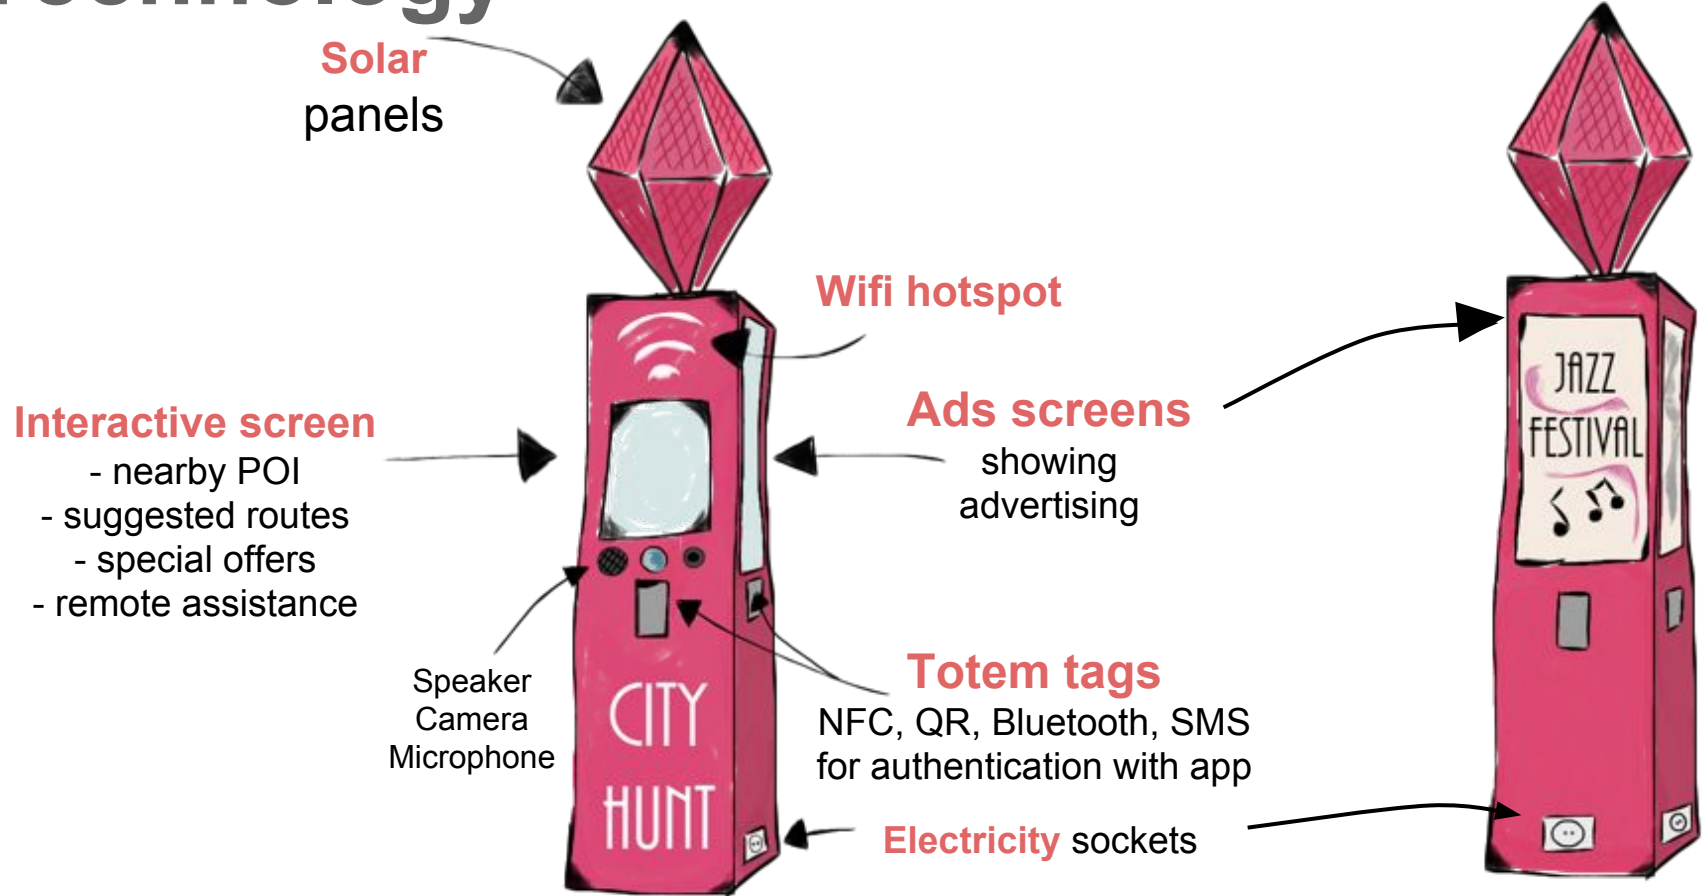 Technology
Solar
panels
Wifi hotspot
Interactive screen
- nearby POI
- suggested routes
- special offers
- remote assistance
Ads screens
showing
advertising
JAZZ
FESTIVAL
Speaker
Camera
Microphone
Totem tags
NFC, QR, Bluetooth, SMS
for authentication with app
CITY
HUNT
Electricity sockets